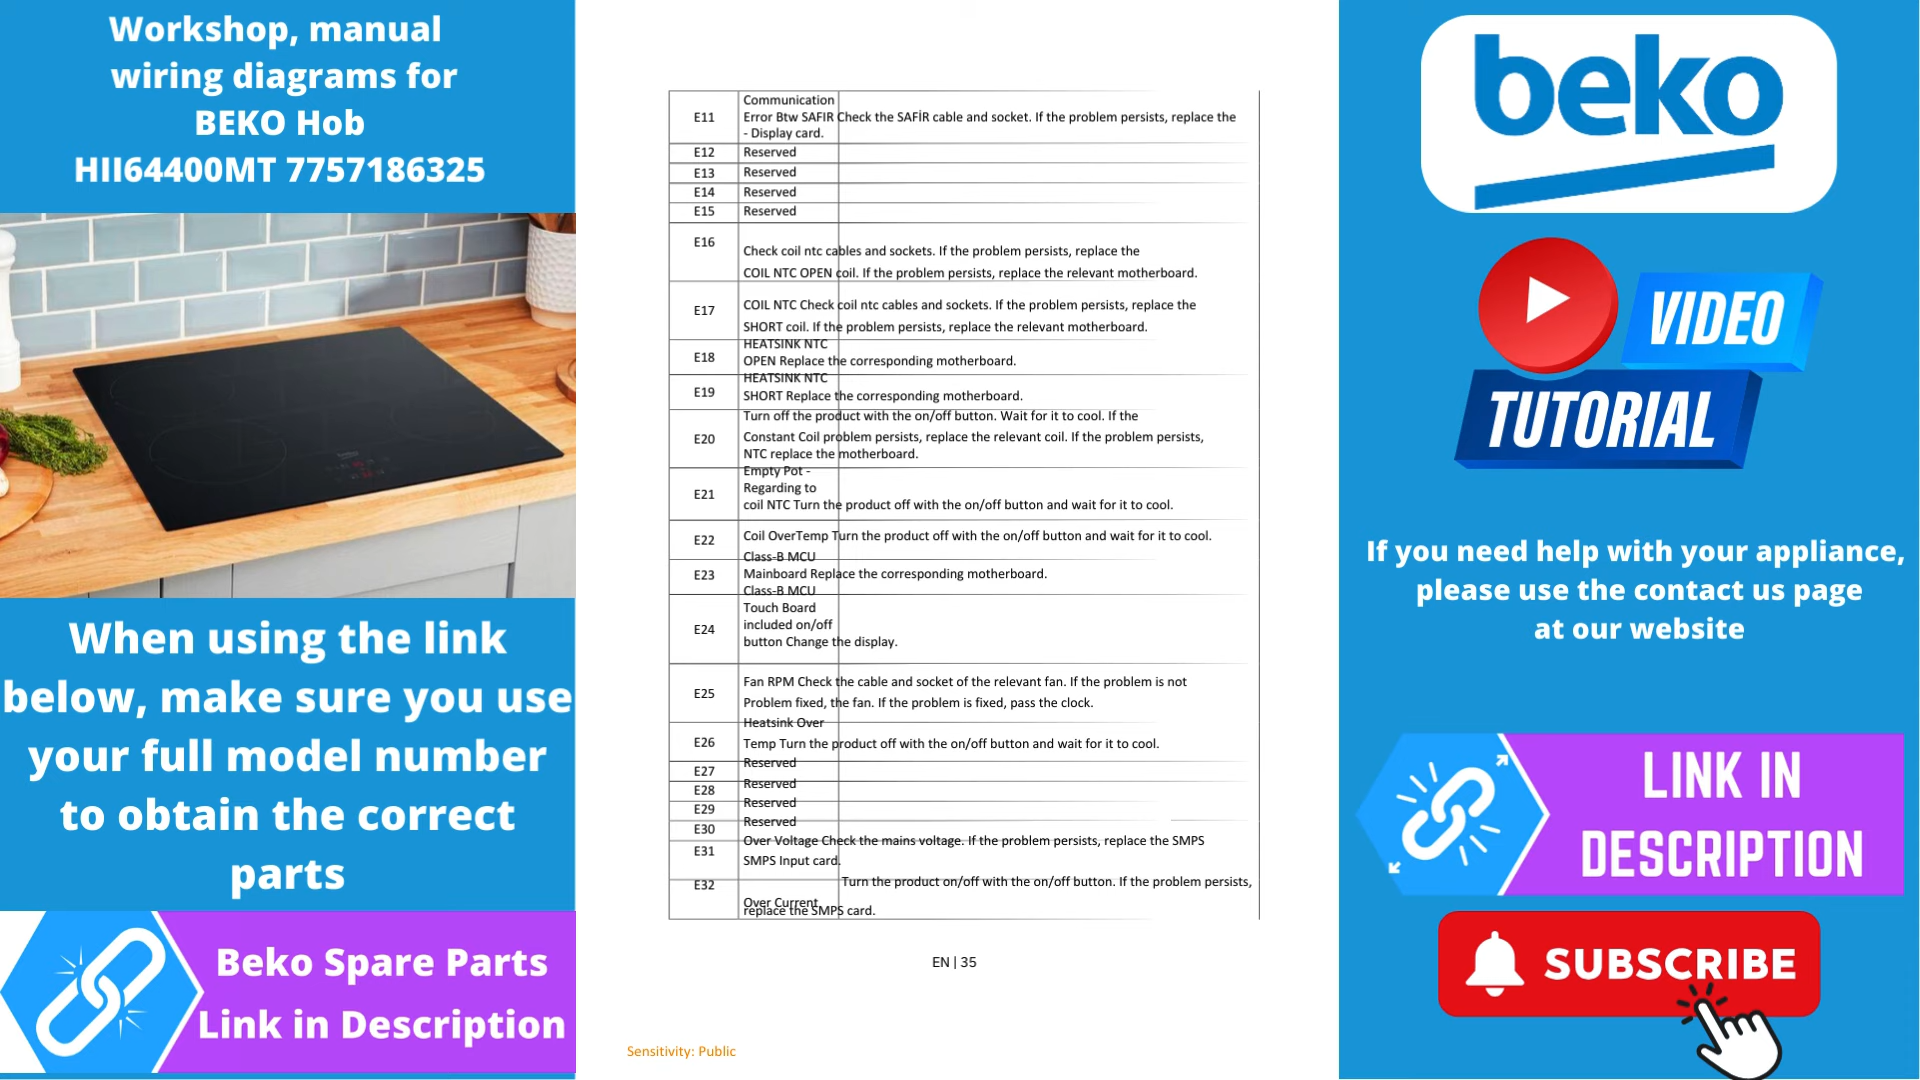 Workshop, manual
wiring diagrams for
BEKO Hob
HII64400MT 7757186325
When using the link
below, make sure you use
your full model number
to obtain the correct
parts
Beko Spare Parts
Link in Description
E11
Communication
Error Btw SAFIR Check the SAFİR cable and socket. If the problem persists, replace the
- Display card.
E12 Reserved
E13 Reserved
E14 Reserved
E15 Reserved
E16
Check coil ntc cables and sockets. If the problem persists, replace the
COIL NTC OPEN coil. If the problem persists, replace the relevant motherboard.
E17
COIL NTC Check coil ntc cables and sockets. If the problem persists, replace the
SHORT coil. If the problem persists, replace the relevant motherboard.
E18
HEATSINK NTC
OPEN Replace the corresponding motherboard.
E19
HEATSINK NTC
SHORT Replace the corresponding motherboard.
E20
Turn off the product with the on/off button. Wait for it to cool. If the
Constant Coil problem persists, replace the relevant coil. If the problem persists,
NTC replace the motherboard.
E21
Empty Pot -
Regarding to
coil NTC Turn the product off with the on/off button and wait for it to cool.
E22 Coil OverTemp Turn the product off with the on/off button and wait for it to cool.
E23
Class-B MCU
Mainboard Replace the corresponding motherboard.
E24
Class-B MCU
Touch Board
included on/off
button Change the display.
E25
Fan RPM Check the cable and socket of the relevant fan. If the problem is not
Problem fixed, the fan. If the problem is fixed, pass the clock.
E26
Heatsink Over
Temp Turn the product off with the on/off button and wait for it to cool.
E27 Reserved
E28 Reserved
E29 Reserved
E30 Reserved
E31
Over Voltage Check the mains voltage. If the problem persists, replace the SMPS
SMPS Input card.
E32
Turn the product on/off with the on/off button. If the problem persists,
Over Current
replace the SMPS card.
EN | 35
Sensitivity: Public
beko
VIDEO
TUTORIAL
If you need help with your appliance,
please use the contact us page
at our website
LINK IN
DESCRIPTION
SUBSCRIBE